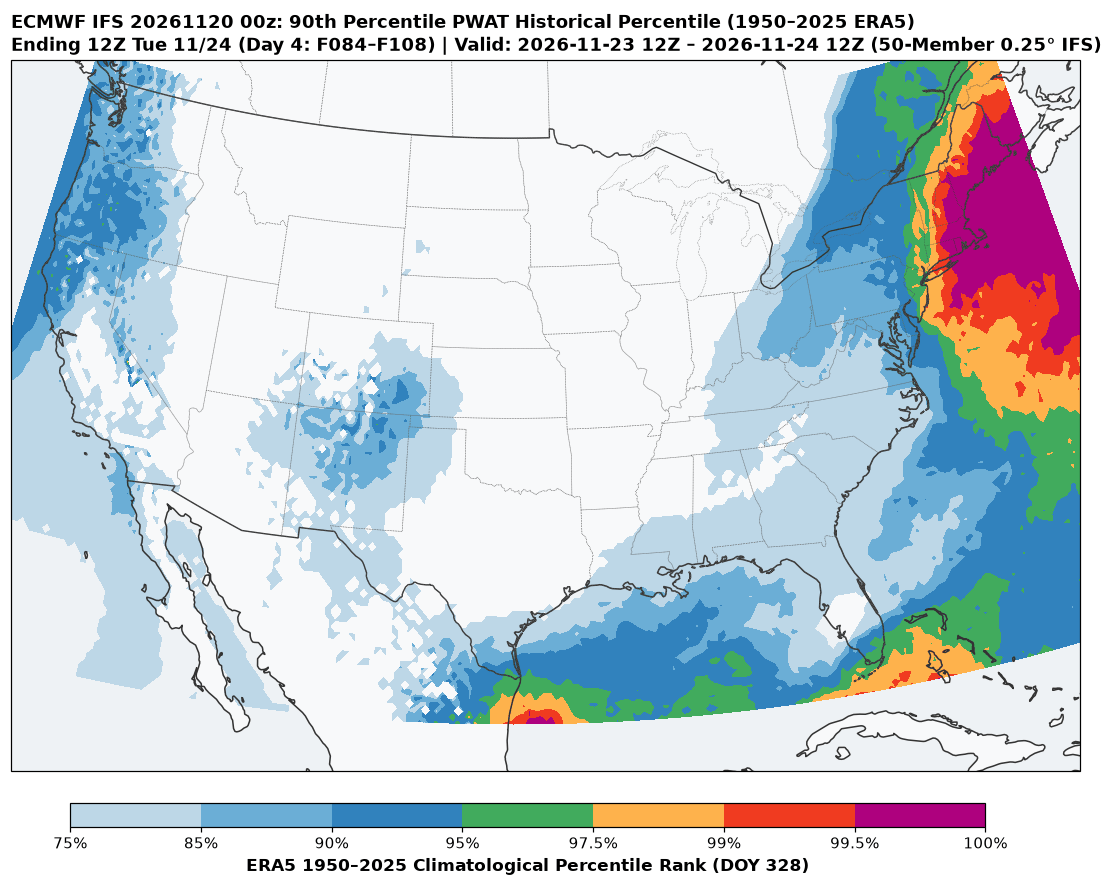 ECMWF IFS 20261120 00z: 90th Percentile PWAT Historical Percentile (1950–2025 ERA5)
Ending 12Z Tue 11/24 (Day 4: F084–F108) | Valid: 2026-11-23 12Z – 2026-11-24 12Z (50-Member 0.25° IFS)
75% 85% 90% 95% 97.5% 99% 99.5% 100%
ERA5 1950–2025 Climatological Percentile Rank (DOY 328)